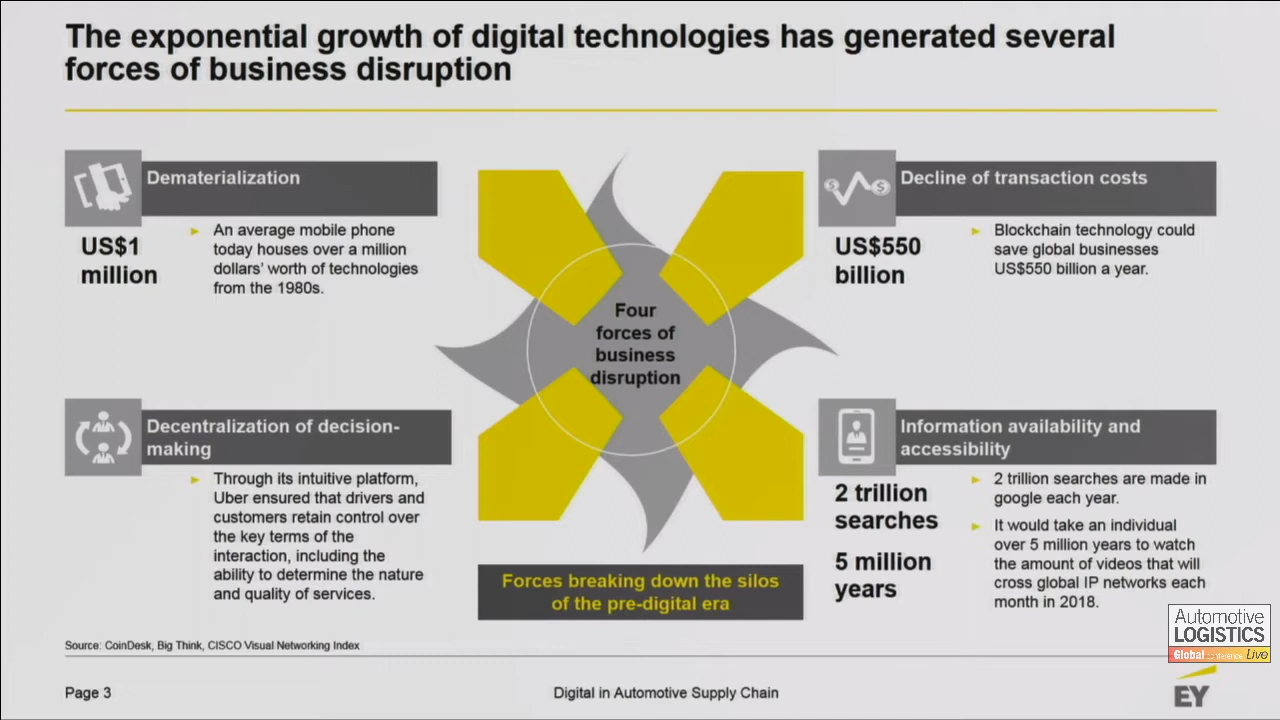 The exponential growth of digital technologies has generated several
forces of business disruption
Dematerialization
US$1
million
► An average mobile phone
today houses over a million
dollars' worth of technologies
from the 1980s.
Decline of transaction costs
US$550
billion
► Blockchain technology could
save global businesses
US$550 billion a year.
Four
forces of
business
disruption
Decentralization of decision-
making
► Through its intuitive platform,
Uber ensured that drivers and
customers retain control over
the key terms of the
interaction, including the
ability to determine the nature
and quality of services.
Information availability and
accessibility
2 trillion
searches
5 million
years
► 2 trillion searches are made in
google each year.
► It would take an individual
over 5 million years to watch
the amount of videos that will
cross global IP networks each
month in 2018.
Forces breaking down the silos
of the pre-digital era
Source: CoinDesk, Big Think, CISCO Visual Networking Index
Automotive
LOGISTICS
Global conference Live
Page 3
Digital in Automotive Supply Chain
EY